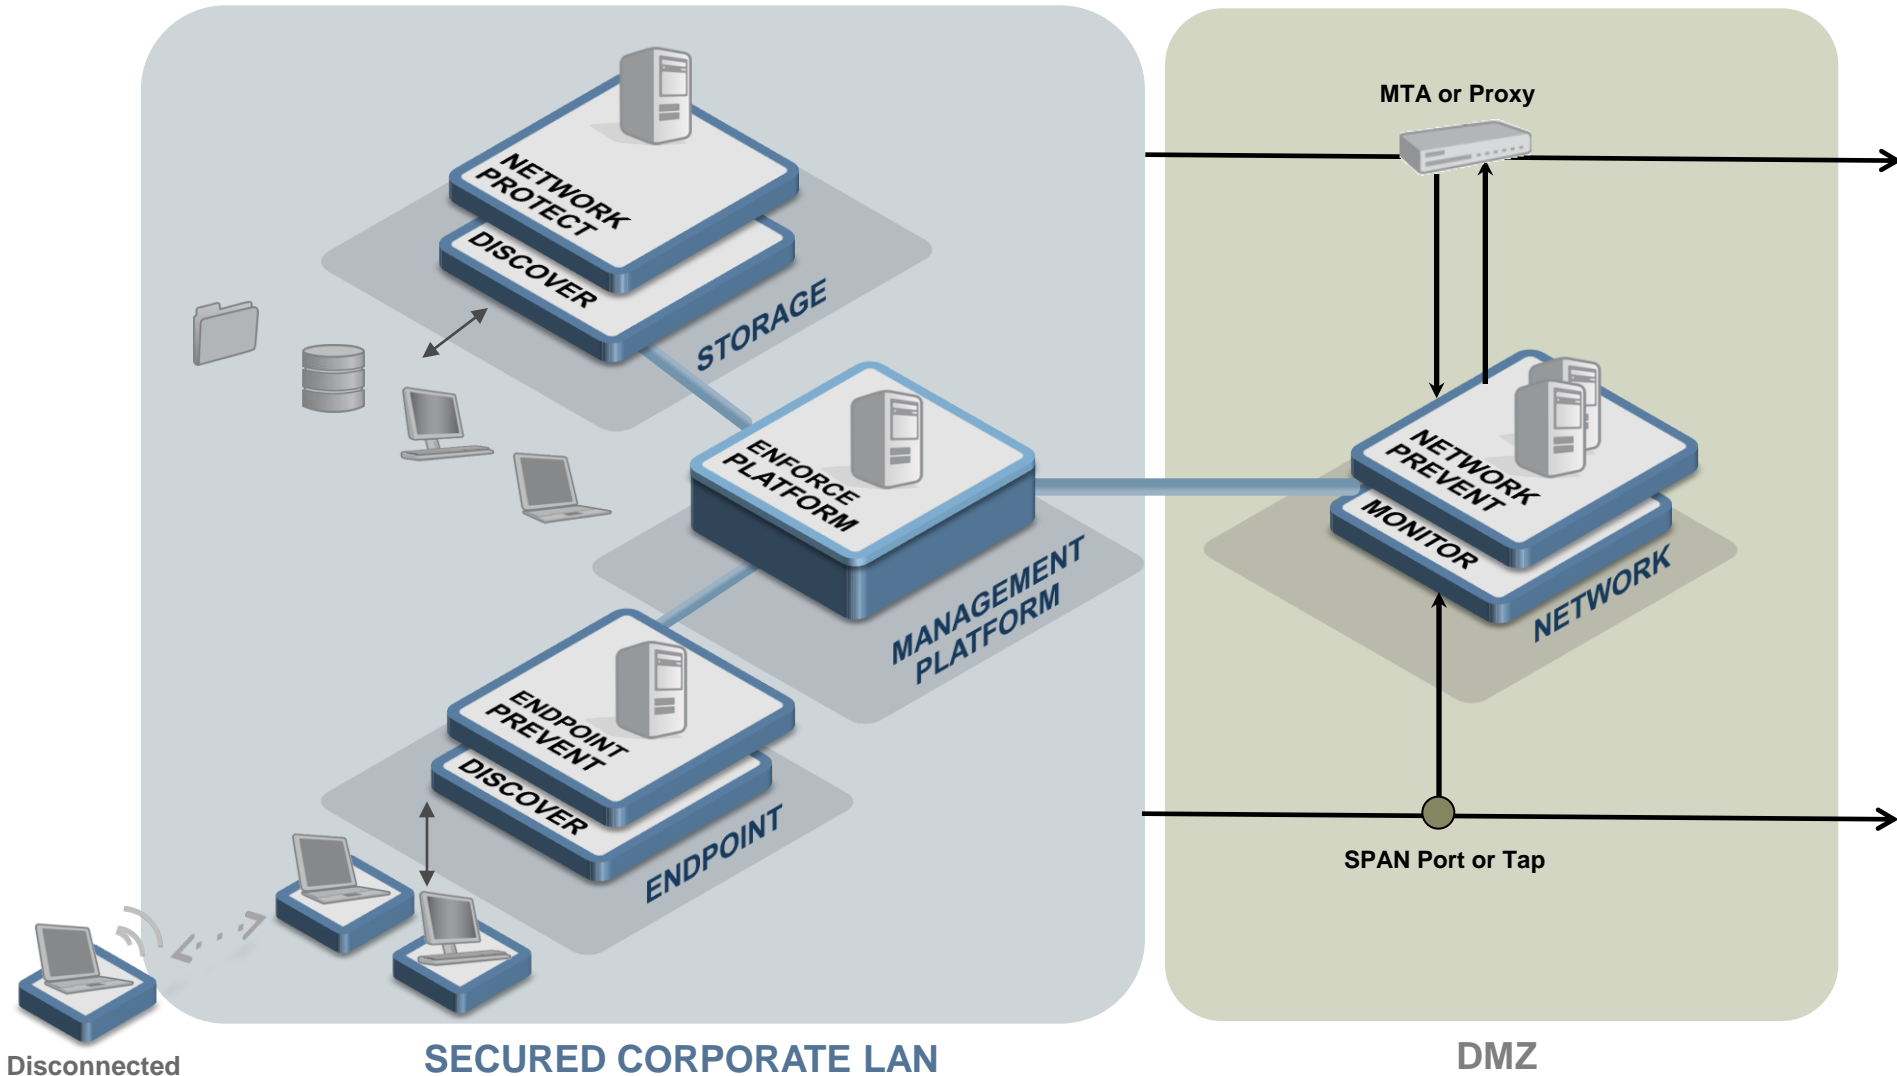 MTA or Proxy
NETWORK
PROTECT
DISCOVER
STORAGE
ENFORCE
PLATFORM
MANAGEMENT
PLATFORM
NETWORK
PREVENT
MONITOR
NETWORK
ENDPOINT
PREVENT
DISCOVER
ENDPOINT
SPAN Port or Tap
Disconnected
SECURED CORPORATE LAN
DMZ